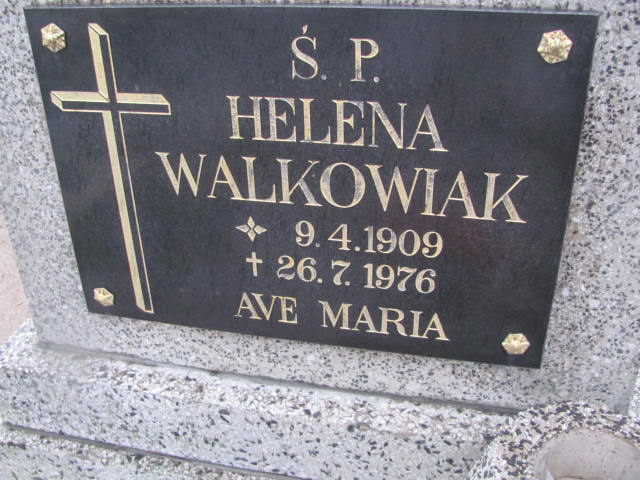 Ś. P.
HELENA
WALKOWIAK
9. 4. 1909
† 26. 7. 1976
AVE MARIA